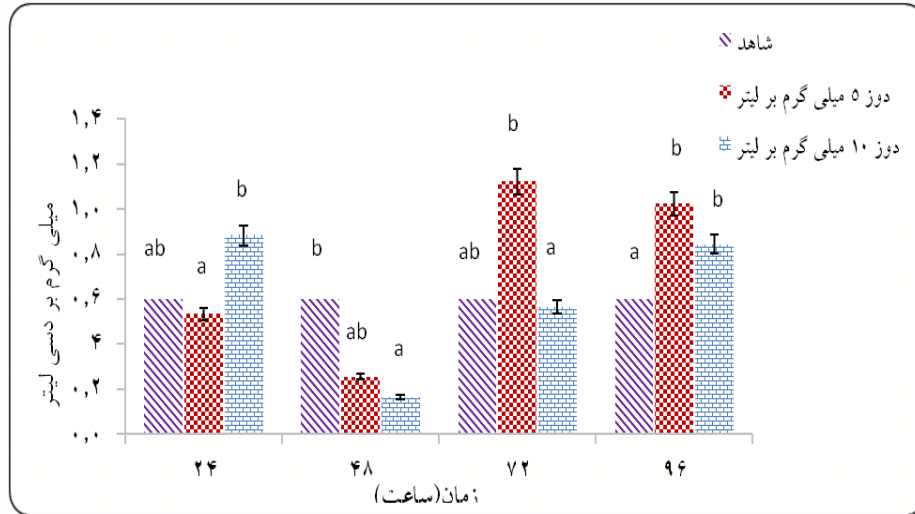 شاهد
دوز ۵ میلی گرم بر لیتر
دوز ۱۰ میلی گرم بر لیتر
میلی گرم بر دسی لیتر
۱,۴
۱,۲
۱,۰
۰,۸
۰,۶
۰,۴
۰,۲
۰,۰
ab a b
b ab a
ab b a
a b b
۲۴ ۴۸ ۷۲ ۹۶
زمان(ساعت)